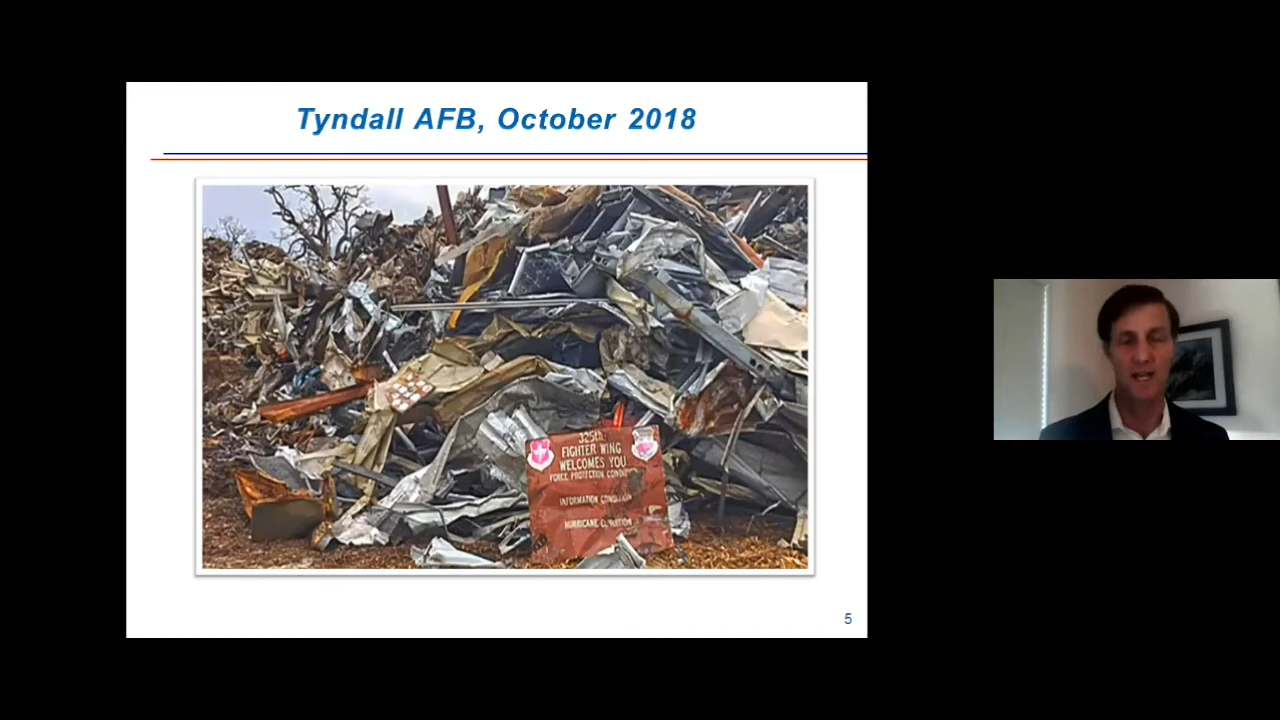 Tyndall AFB, October 2018
325th
FIGHTER WING
WELCOMES YOU
FORCE PROTECTION CONDITION
INFORMATION CONDITION
HURRICANE CONDITION
5